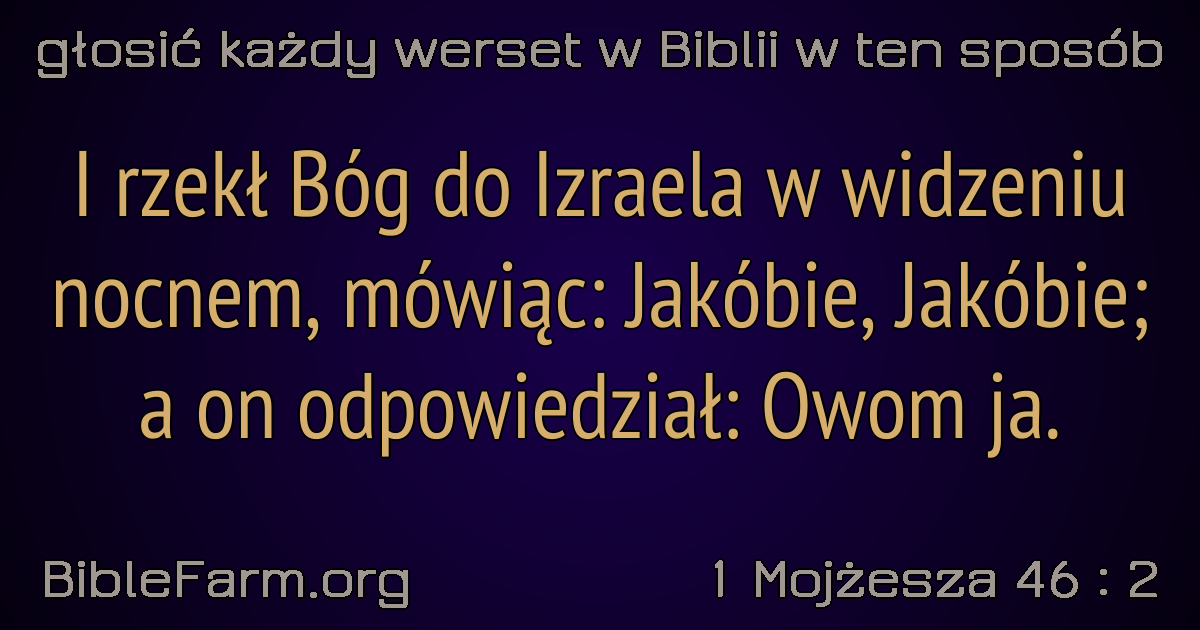 głosić każdy werset w Biblii w ten sposób
I rzekł Bóg do Izraela w widzeniu
nocnem, mówiąc: Jakóbie, Jakóbie;
a on odpowiedział: Owom ja.
BibleFarm.org
1 Mojżesza 46 : 2